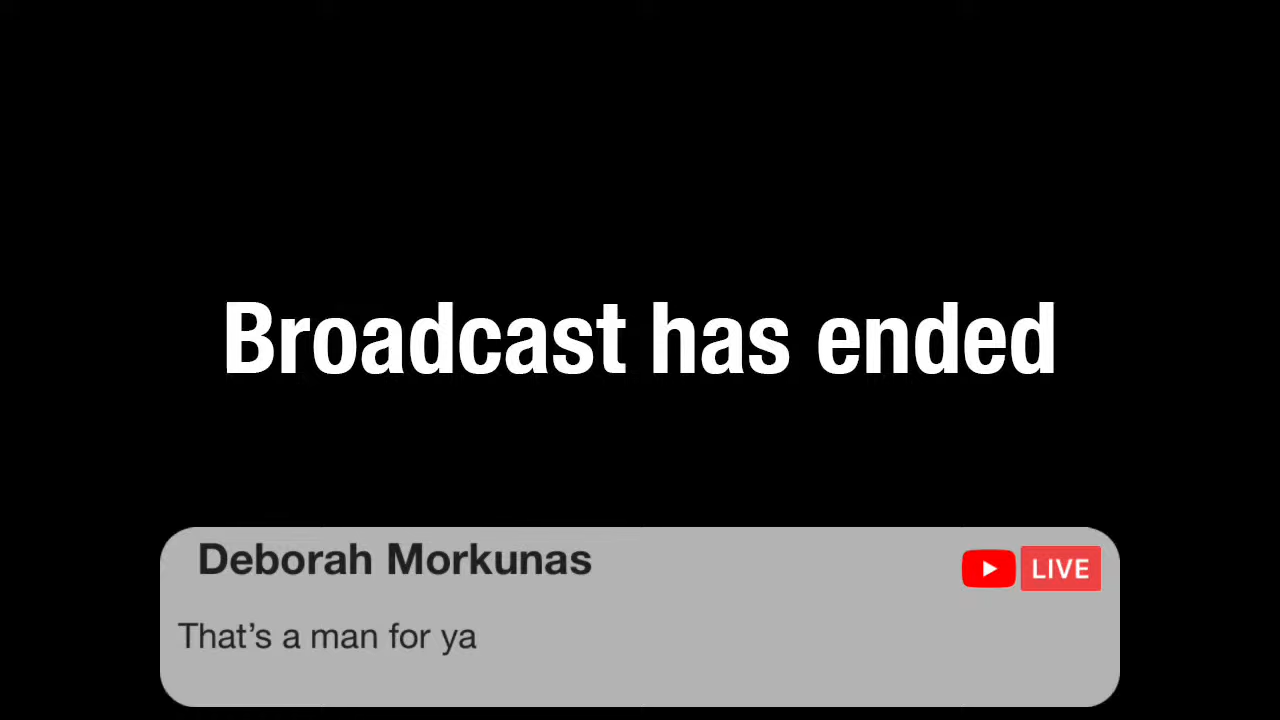 Broadcast has ended
Deborah Morkunas
LIVE
That's a man for ya